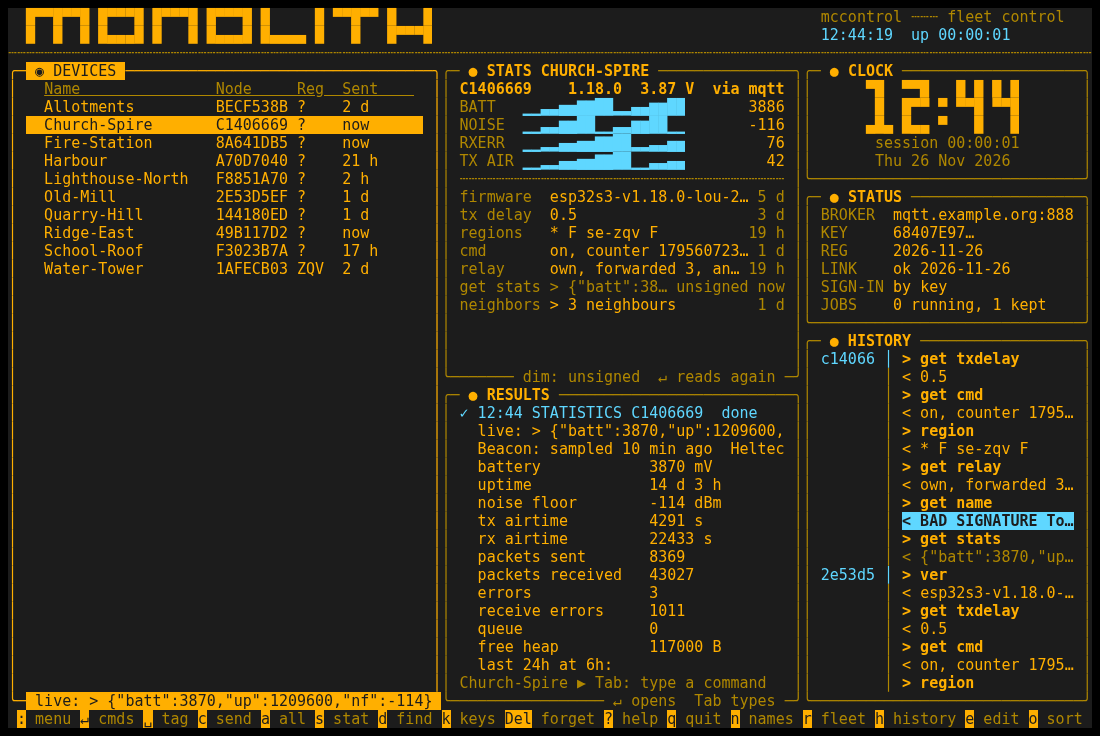 MCCONTROL
mccontrol fleet control
12:44:19 up 00:00:01
◉ DEVICES
Name Node Reg Sent
Allotments BECF538B ? 2 d
Church-Spire C1406669 ? now
Fire-Station 8A641DB5 ? now
Harbour A70D7040 ? 21 h
Lighthouse-North F8851A70 ? 2 h
Old-Mill 2E53D5EF ? 1 d
Quarry-Hill 144180ED ? 1 d
Ridge-East 49B117D2 ? now
School-Roof F3023B7A ? 17 h
Water-Tower 1AFECB03 ZQV 2 d
live: > {"batt":3870,"up":1209600,"nf":-114}
● STATS CHURCH-SPIRE
C1406669 1.18.0 3.87 V via mqtt
BATT 3886
NOISE -116
RXERR 76
TX AIR 42
firmware esp32s3-v1.18.0-lou-2… 5 d
tx delay 0.5 3 d
regions * F se-zqv F 19 h
cmd on, counter 179560723… 1 d
relay own, forwarded 3, an… 19 h
get stats > {"batt":38… unsigned now
neighbors > 3 neighbours 1 d
dim: unsigned ↵ reads again
● RESULTS
✓ 12:44 STATISTICS C1406669 done
live: > {"batt":3870,"up":1209600,
Beacon: sampled 10 min ago Heltec
battery 3870 mV
uptime 14 d 3 h
noise floor -114 dBm
tx airtime 4291 s
rx airtime 22433 s
packets sent 8369
packets received 43027
errors 3
receive errors 1011
queue 0
free heap 117000 B
last 24h at 6h:
Church-Spire ▶ Tab: type a command
↵ opens Tab types
● CLOCK
12:44
session 00:00:01
Thu 26 Nov 2026
● STATUS
BROKER mqtt.example.org:888
KEY 68407E97…
REG 2026-11-26
LINK ok 2026-11-26
SIGN-IN by key
JOBS 0 running, 1 kept
● HISTORY
c14066 > get txdelay
< 0.5
> get cmd
< on, counter 1795…
> region
< * F se-zqv F
> get relay
< own, forwarded 3…
> get name
< BAD SIGNATURE To…
> get stats
< {"batt":3870,"up…
2e53d5 > ver
< esp32s3-v1.18.0-…
> get txdelay
< 0.5
> get cmd
< on, counter 1795…
> region
: menu ↵ cmds ␣ tag c send a all s stat d find k keys Del forget ? help q quit n names r fleet h history e edit o sort